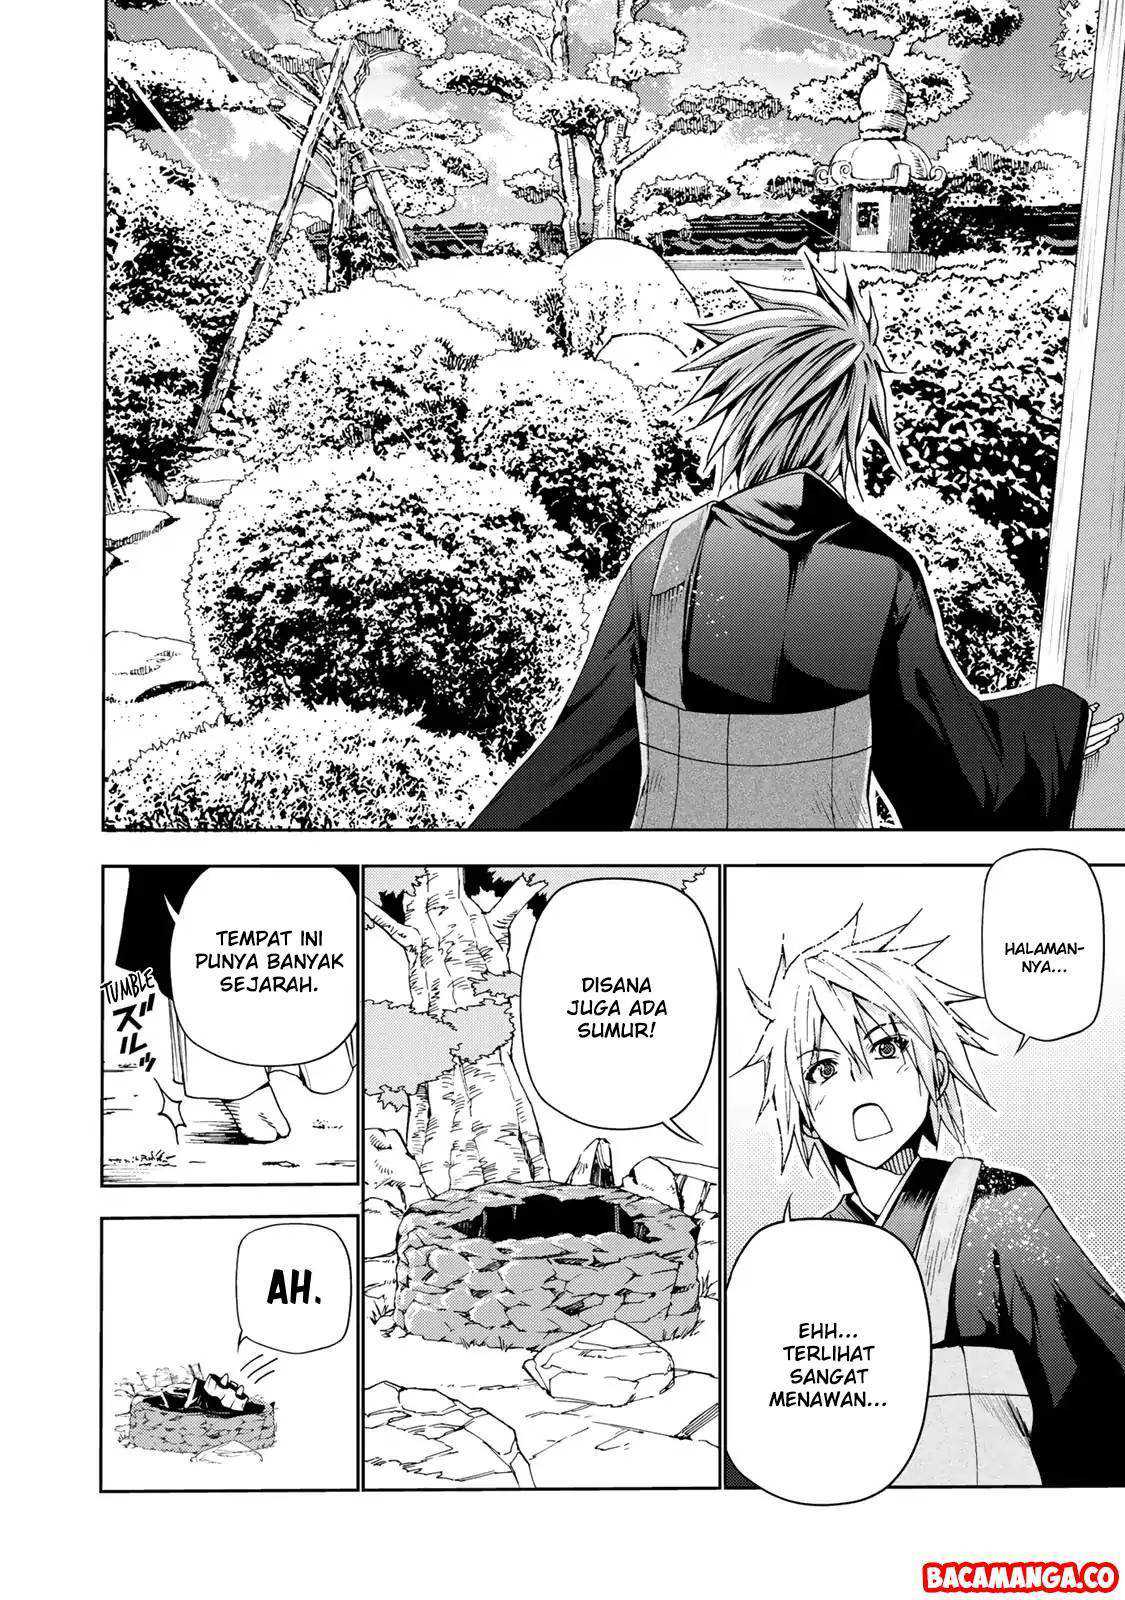 HALAMAN-
NYA...
EHH...
TERLIHAT
SANGAT
MENAWAN...
DISANA
JUGA ADA
SUMUR!
TEMPAT INI
PUNYA BANYAK
SEJARAH.
TUMBLE
ズルッ
AH.
BACAMANGA.CO